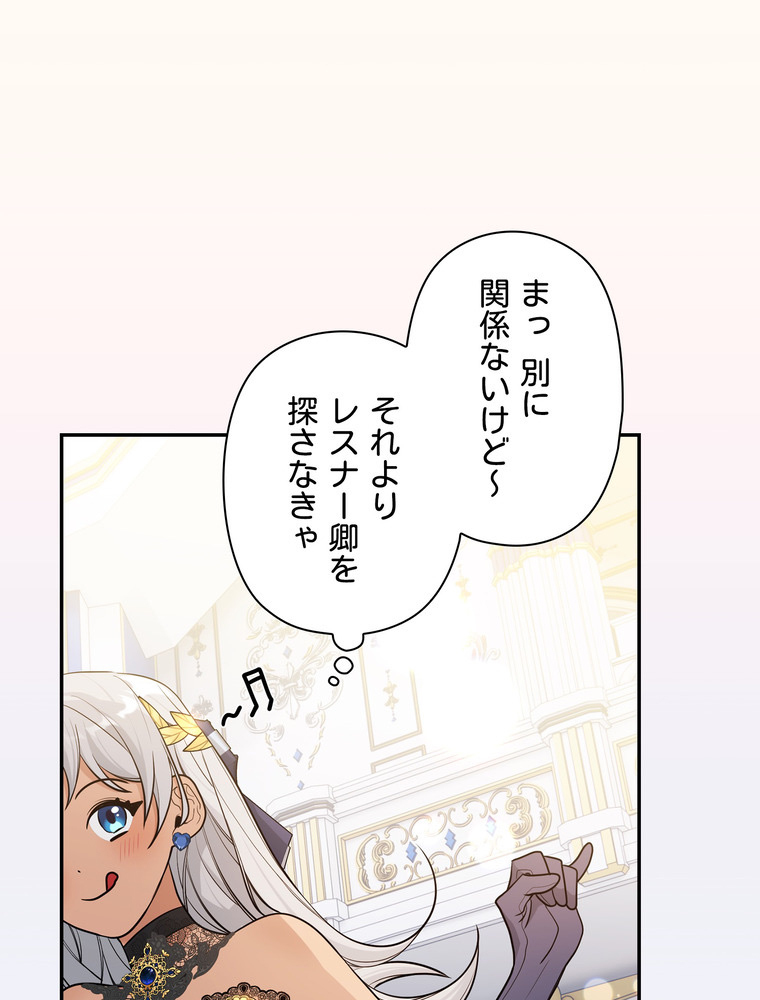 まっ 別に
関係ないけど～
それより
レスナー卿を
探さなきゃ